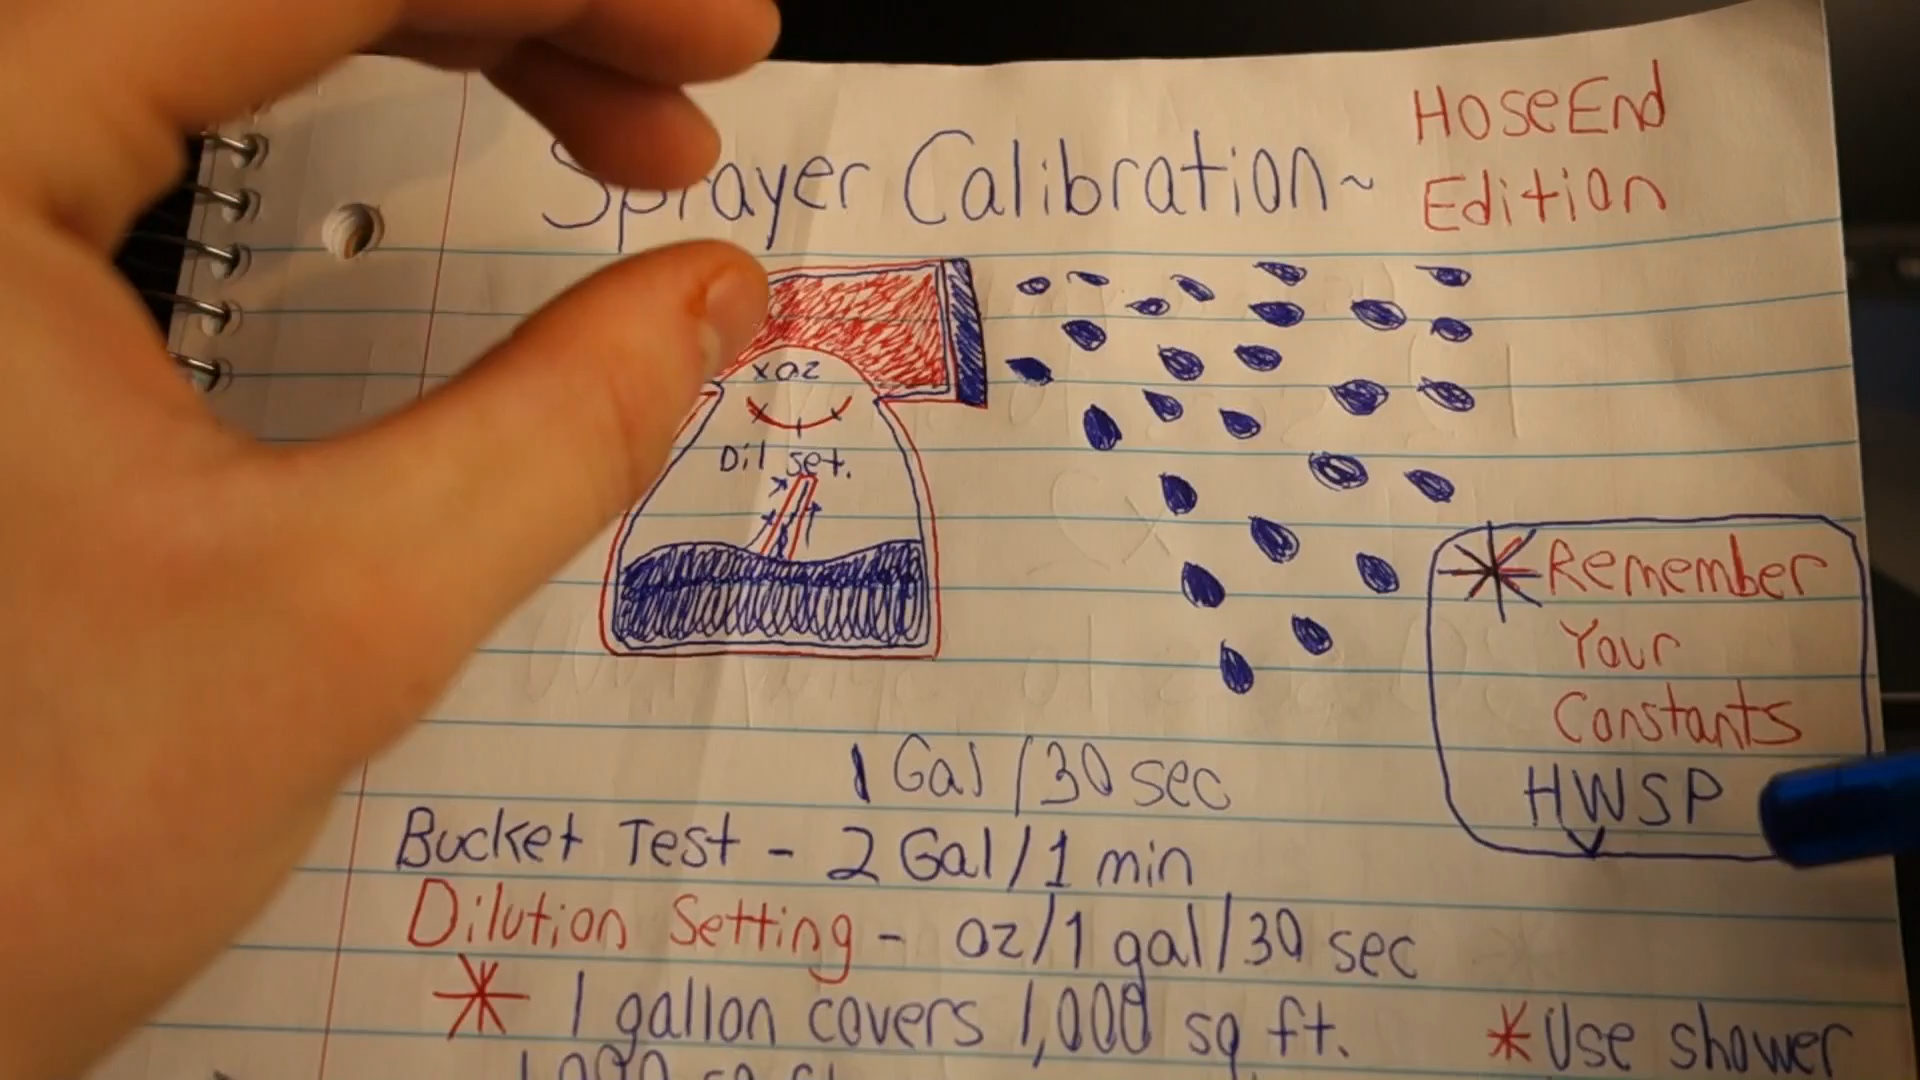 Sprayer Calibration ~ HoseEnd
Edition
xoz
Dil set.
*Remember
Your
Constants
HWSP
1 Gal /30 sec
Bucket Test - 2 Gal/1 min
Dilution Setting - oz/1 gal/30 sec
* 1 gallon covers 1,000 sq ft.
*Use shower